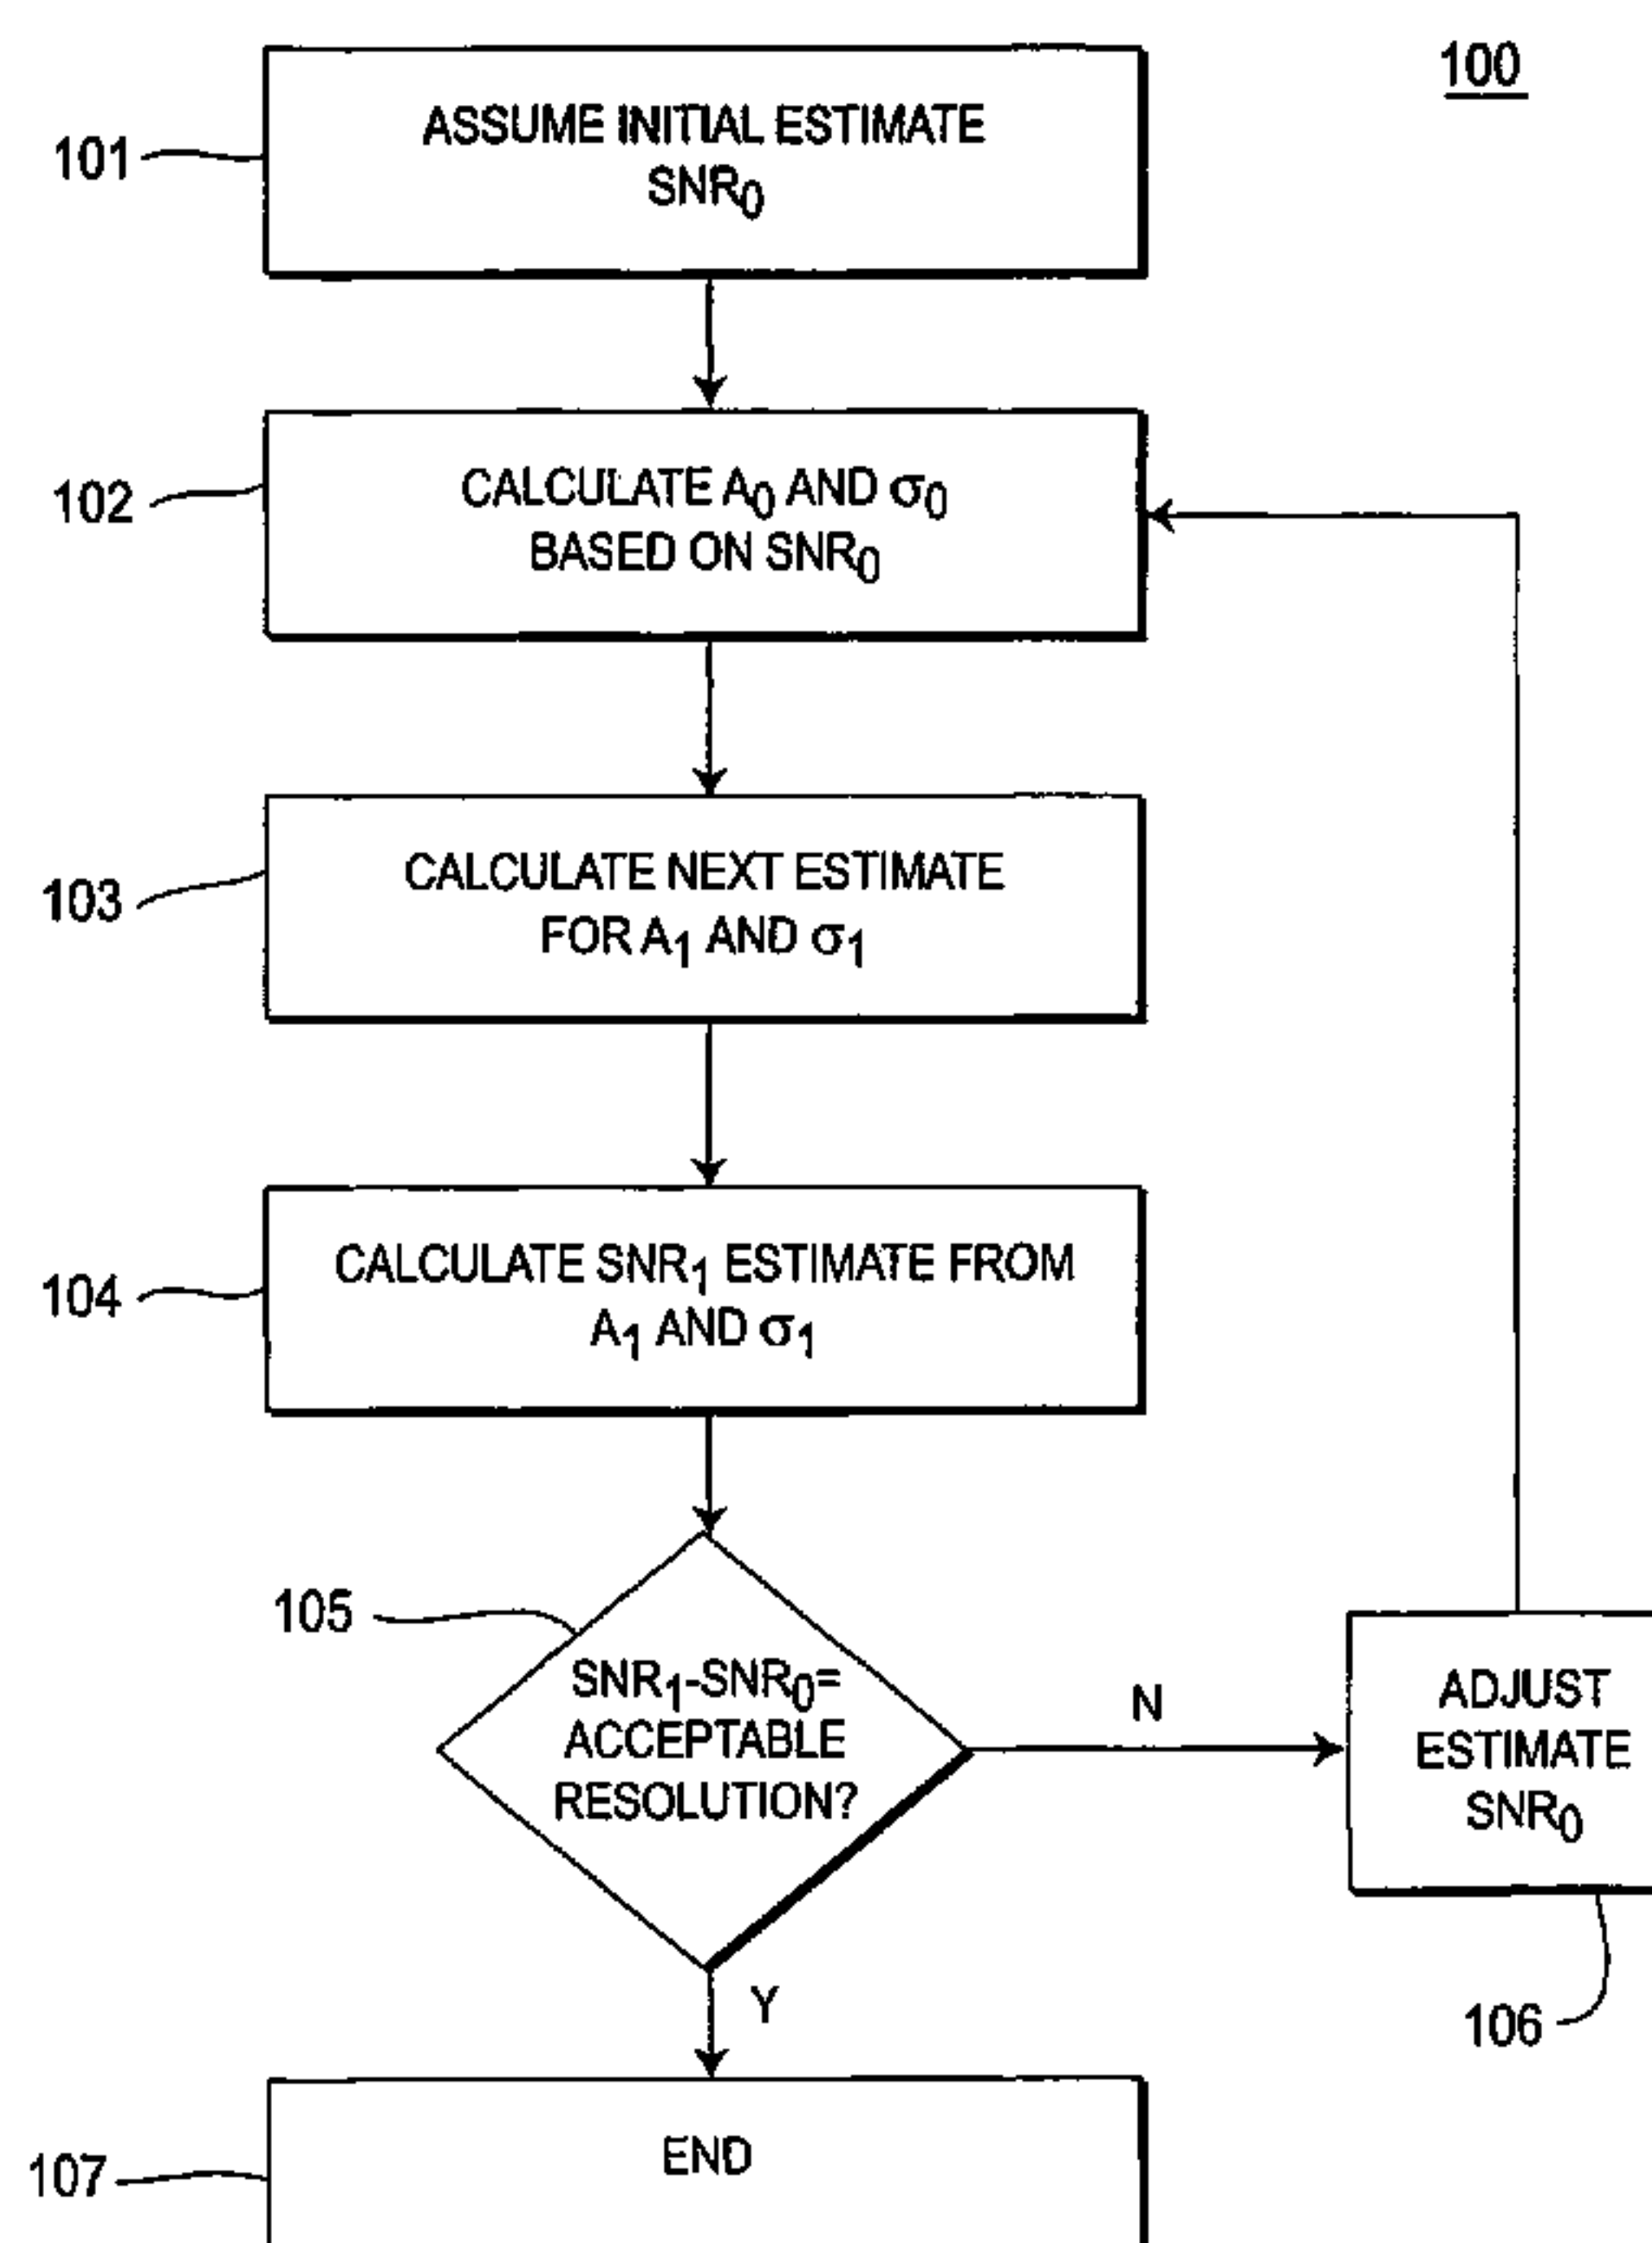 100
101
ASSUME INITIAL ESTIMATE
SNR₀
102
CALCULATE A₀ AND σ₀
BASED ON SNR₀
103
CALCULATE NEXT ESTIMATE
FOR A₁ AND σ₁
104
CALCULATE SNR₁ ESTIMATE FROM
A₁ AND σ₁
105
SNR₁-SNR₀=
ACCEPTABLE
RESOLUTION?
N
ADJUST
ESTIMATE
SNR₀
106
Y
107
END